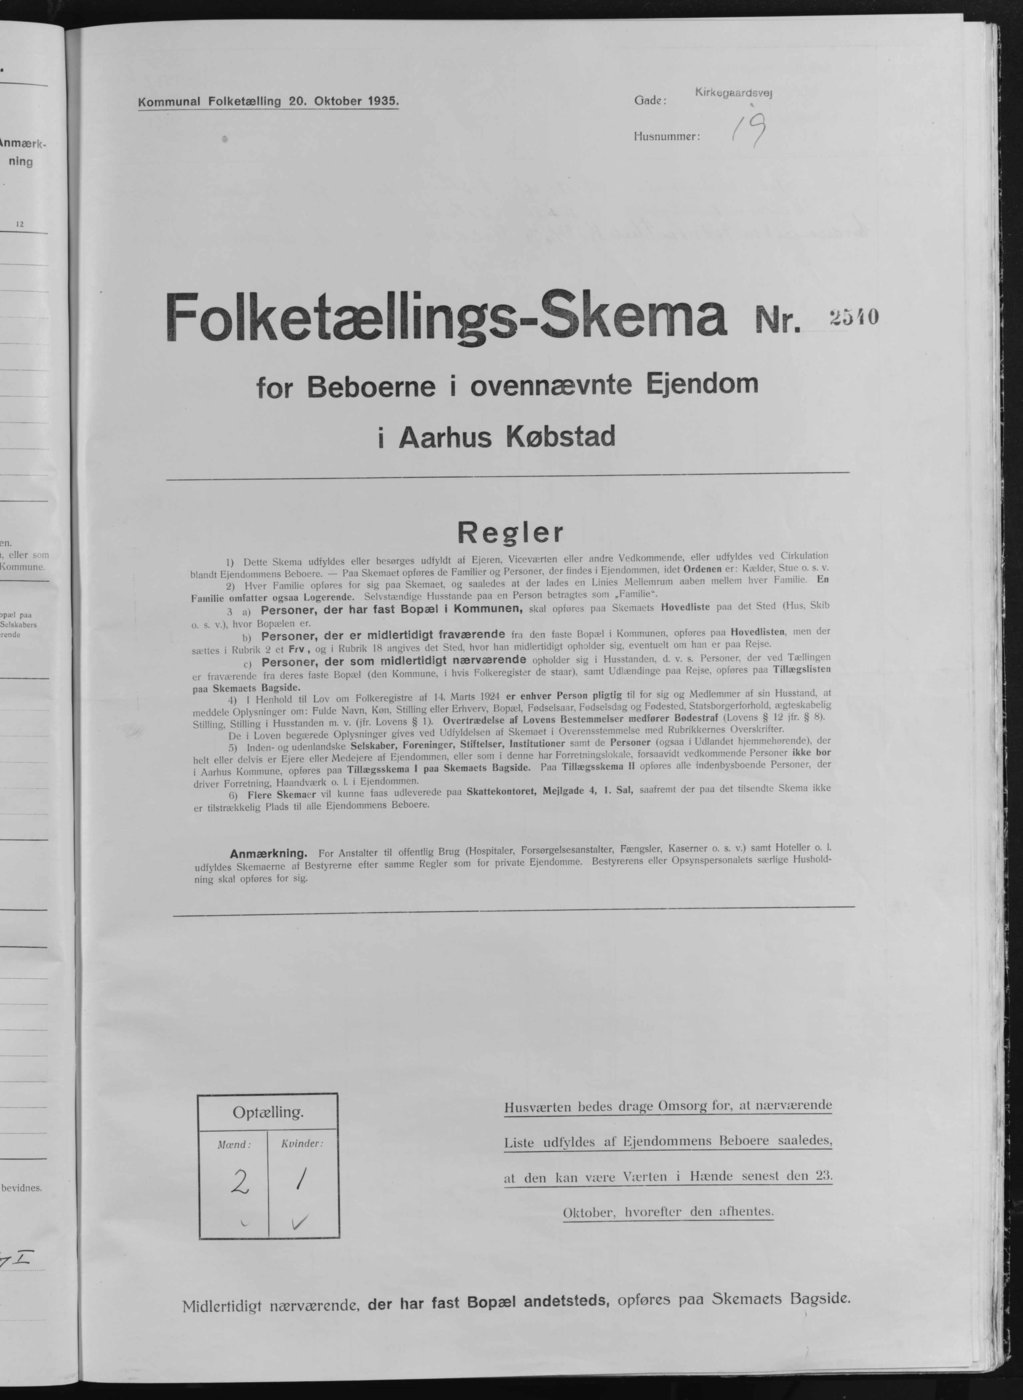 Anmærk-
ning
12
en.
, eller som
Kommune.
opæl paa
Selskabers
rende
bevidnes.
Kommunal Folketælling 20. Oktober 1935.
Gade: Kirkegaardsvej
Husnummer: 19
Folketællings-Skema Nr. 2540
for Beboerne i ovennævnte Ejendom
i Aarhus Købstad
Regler
1) Dette Skema udfyldes eller besørges udfyldt af Ejeren, Viceværten eller andre Vedkommende, eller udfyldes ved Cirkulation
blandt Ejendommens Beboere. — Paa Skemaet opføres de Familier og Personer, der findes i Ejendommen, idet Ordenen er: Kælder, Stue o. s. v.
2) Hver Familie opføres for sig paa Skemaet, og saaledes at der lades en Linies Mellemrum aaben mellem hver Familie. En
Familie omfatter ogsaa Logerende. Selvstændige Husstande paa en Person betragtes som „Familie“.
3 a) Personer, der har fast Bopæl i Kommunen, skal opføres paa Skemaets Hovedliste paa det Sted (Hus, Skib
o. s. v.), hvor Bopælen er.
b) Personer, der er midlertidigt fraværende fra den faste Bopæl i Kommunen, opføres paa Hovedlisten, men der
sættes i Rubrik 2 et Frv., og i Rubrik 18 angives det Sted, hvor han midlertidigt opholder sig, eventuelt om han er paa Rejse.
c) Personer, der som midlertidigt nærværende opholder sig i Husstanden, d. v. s. Personer, der ved Tællingen
er fraværende fra deres faste Bopæl (den Kommune, i hvis Folkeregister de staar), samt Udlændinge paa Rejse, opføres paa Tillægslisten
paa Skemaets Bagside.
4) I Henhold til Lov om Folkeregistre af 14. Marts 1924 er enhver Person pligtig til for sig og Medlemmer af sin Husstand, at
meddele Oplysninger om: Fulde Navn, Køn, Stilling eller Erhverv, Bopæl, Fødselsaar, Fødselsdag og Fødested, Statsborgerforhold, ægteskabelig
Stilling, Stilling i Husstanden m. v. (jfr. Lovens § 1). Overtrædelse af Lovens Bestemmelser medfører Bødestraf (Lovens § 12 jfr. § 8).
De i Loven begærede Oplysninger gives ved Udfyldelsen af Skemaet i Overensstemmelse med Rubrikkernes Overskrifter.
5) Inden- og udenlandske Selskaber, Foreninger, Stiftelser, Institutioner samt de Personer (ogsaa i Udlandet hjemmehørende), der
helt eller delvis er Ejere eller Medejere af Ejendommen, eller som i denne har Forretningslokale, forsaavidt vedkommende Personer ikke bor
i Aarhus Kommune, opføres paa Tillægsskema I paa Skemaets Bagside. Paa Tillægsskema II opføres alle indenbysboende Personer, der
driver Forretning, Haandværk o. l. i Ejendommen.
6) Flere Skemaer vil kunne faas udleverede paa Skattekontoret, Mejlgade 4, 1. Sal, saafremt der paa det tilsendte Skema ikke
er tilstrækkelig Plads til alle Ejendommens Beboere.
Anmærkning. For Anstalter til offentlig Brug (Hospitaler, Forsørgelsesanstalter, Fængsler, Kaserner o. s. v.) samt Hoteller o. l.
udfyldes Skemaerne af Bestyrerne efter samme Regler som for private Ejendomme. Bestyrerens eller Opsynspersonalets særlige Hushold-
ning skal opføres for sig.
Optælling.
Mænd: Kvinder:
2 1
Husværten bedes drage Omsorg for, at nærværende
Liste udfyldes af Ejendommens Beboere saaledes,
at den kan være Værten i Hænde senest den 23.
Oktober, hvorefter den afhentes.
Midlertidigt nærværende, der har fast Bopæl andetsteds, opføres paa Skemaets Bagside.